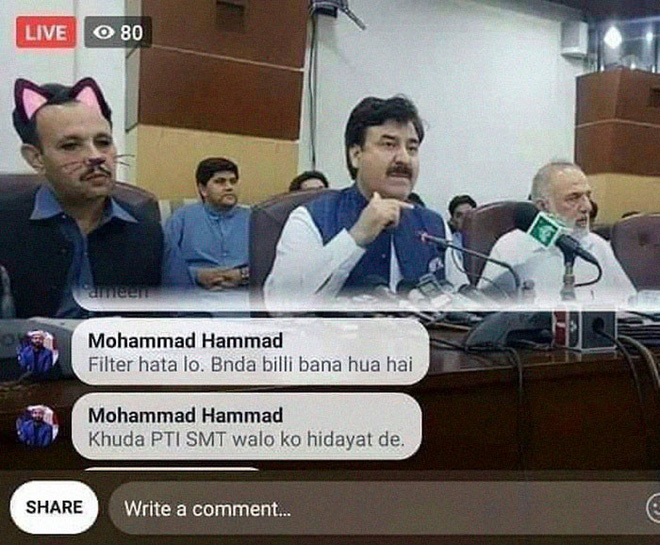 LIVE 80
ameen
Mohammad Hammad
Filter hata lo. Bnda billi bana hua hai
Mohammad Hammad
Khuda PTI SMT walo ko hidayat de.
SHARE
Write a comment...